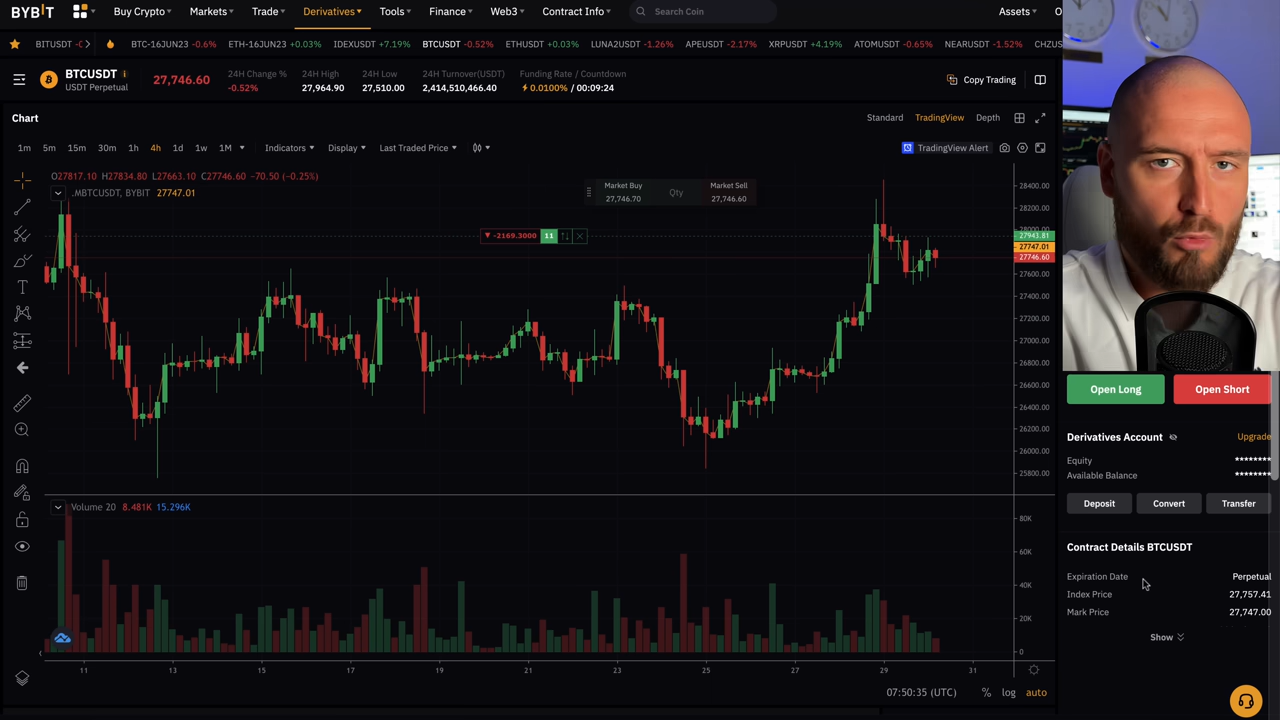 BYBIT Buy Crypto Markets Trade Derivatives Tools Finance Web3 Contract Info Search Coin Assets O
BITUSDT BTC-16JUN23 -0.6% ETH-16JUN23 +0.03% IDEXUSDT +7.19% BTCUSDT -0.52% ETHUSDT +0.03% LUNA2USDT -1.26% APEUSDT -2.17% XRPUSDT +4.19% ATOMUSDT -0.65% NEARUSDT -1.52% CHZUS
BTCUSDT 27,746.60 24H Change % 24H High 24H Low 24H Turnover(USDT) Funding Rate / Countdown
USDT Perpetual -0.52% 27,964.90 27,510.00 2,414,510,466.40 0.0100% / 00:09:24 Copy Trading
Chart Standard TradingView Depth
1m 5m 15m 30m 1h 4h 1d 1w 1M Indicators Display Last Traded Price TradingView Alert
O27817.10 H27834.80 L27663.10 C27746.60 -70.50 (-0.25%)
.MBTCUSDT, BYBIT 27747.01
Market Buy Qty Market Sell
27,746.70 27,746.60
-2169.3000 11
28400.00
28200.00
27943.81
27747.01
27746.60
27600.00
27400.00
27200.00
27000.00
26800.00
26600.00
26400.00
26200.00
26000.00
25800.00
Volume 20 8.481K 15.296K
80K
60K
40K
20K
0
11 13 15 17 19 21 23 25 27 29 31
07:50:35 (UTC) % log auto
Open Long Open Short
Derivatives Account Upgrade
Equity ********
Available Balance ********
Deposit Convert Transfer
Contract Details BTCUSDT
Expiration Date Perpetual
Index Price 27,757.41
Mark Price 27,747.00
Show